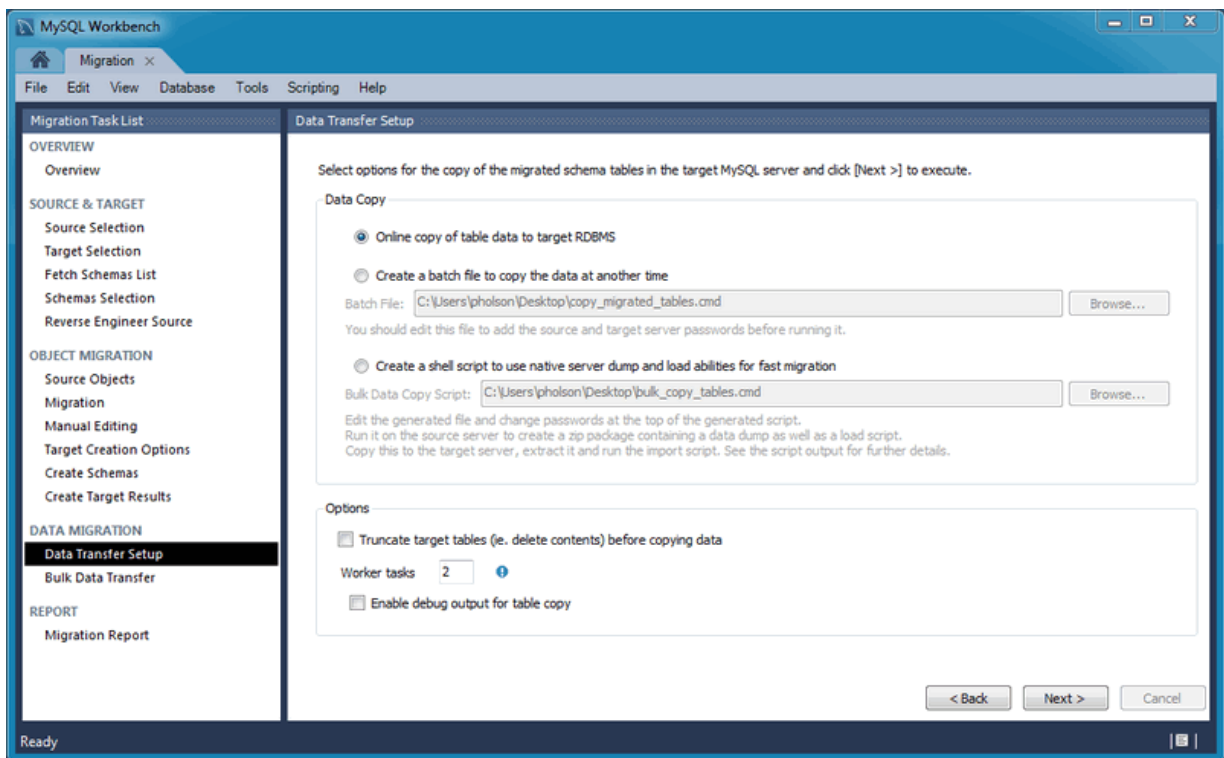 MySQL Workbench
Migration
File Edit View Database Tools Scripting Help
Migration Task List
OVERVIEW
Overview
SOURCE & TARGET
Source Selection
Target Selection
Fetch Schemas List
Schemas Selection
Reverse Engineer Source
OBJECT MIGRATION
Source Objects
Migration
Manual Editing
Target Creation Options
Create Schemas
Create Target Results
DATA MIGRATION
Data Transfer Setup
Bulk Data Transfer
REPORT
Migration Report
Data Transfer Setup
Select options for the copy of the migrated schema tables in the target MySQL server and click [Next >] to execute.
Data Copy
Online copy of table data to target RDBMS
Create a batch file to copy the data at another time
Batch File: C:\Users\pholson\Desktop\copy_migrated_tables.cmd Browse...
You should edit this file to add the source and target server passwords before running it.
Create a shell script to use native server dump and load abilities for fast migration
Bulk Data Copy Script: C:\Users\pholson\Desktop\bulk_copy_tables.cmd Browse...
Edit the generated file and change passwords at the top of the generated script.
Run it on the source server to create a zip package containing a data dump as well as a load script.
Copy this to the target server, extract it and run the import script. See the script output for further details.
Options
Truncate target tables (ie. delete contents) before copying data
Worker tasks 2
Enable debug output for table copy
< Back Next > Cancel
Ready